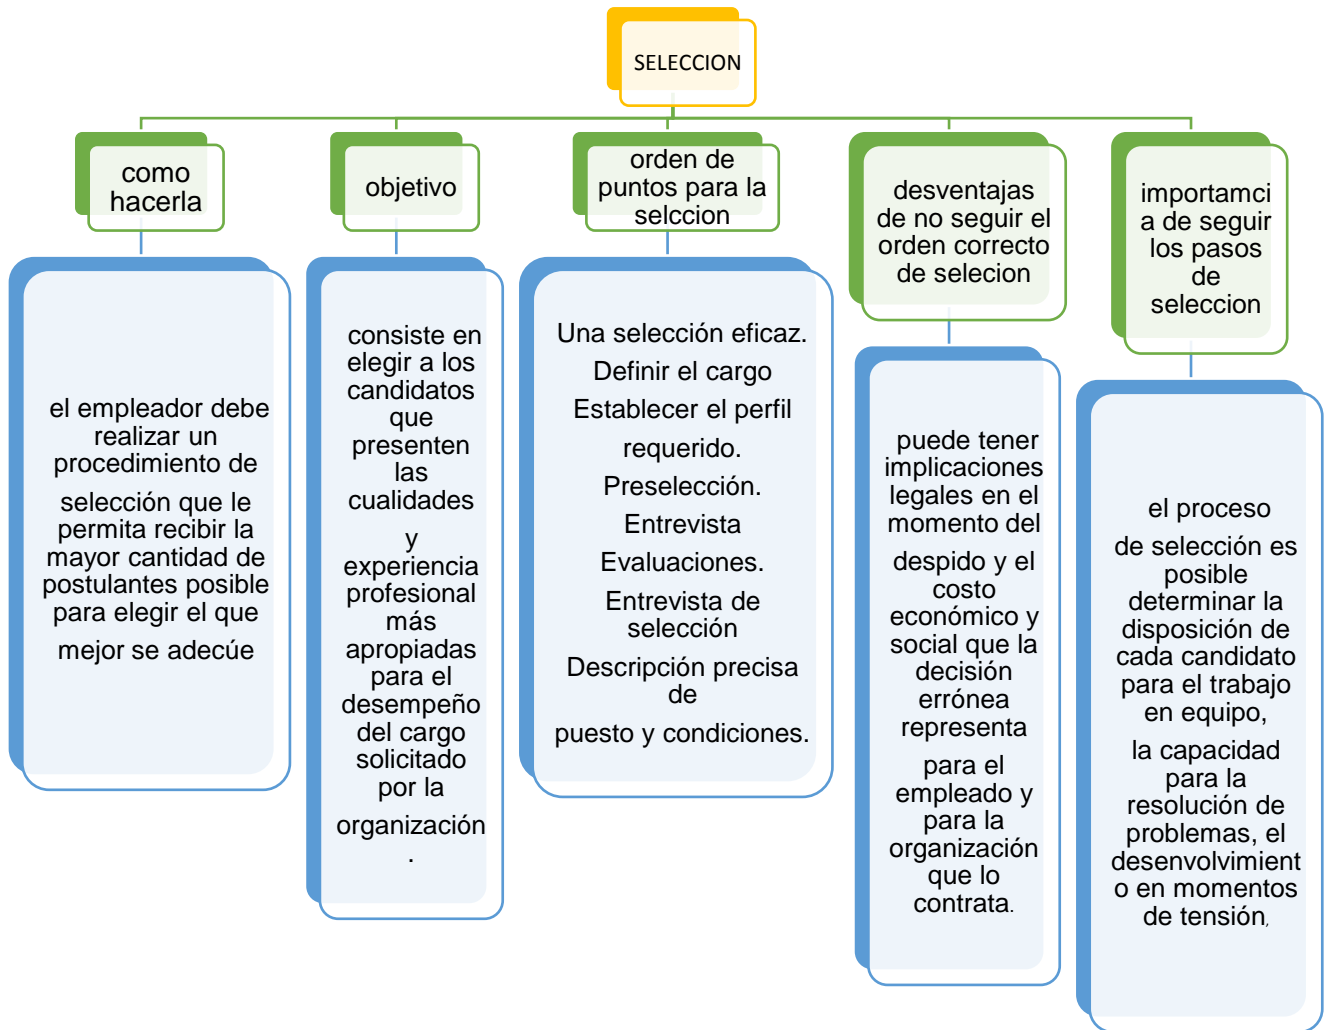 SELECCION
como
hacerla
objetivo
orden de
puntos para la
selccion
desventajas
de no seguir el
orden correcto
de selecion
importamci
a de seguir
los pasos
de
seleccion
el empleador debe
realizar un
procedimiento de
selección que le
permita recibir la
mayor cantidad de
postulantes posible
para elegir el que
mejor se adecúe
consiste en
elegir a los
candidatos
que
presenten
las
cualidades
y
experiencia
profesional
más
apropiadas
para el
desempeño
del cargo
solicitado
por la
organización
.
Una selección eficaz.
Definir el cargo
Establecer el perfil
requerido.
Preselección.
Entrevista
Evaluaciones.
Entrevista de
selección
Descripción precisa
de
puesto y condiciones.
puede tener
implicaciones
legales en el
momento del
despido y el
costo
económico y
social que la
decisión
errónea
representa
para el
empleado y
para la
organización
que lo
contrata.
el proceso
de selección es
posible
determinar la
disposición de
cada candidato
para el trabajo
en equipo,
la capacidad
para la
resolución de
problemas, el
desenvolvimient
o en momentos
de tensión,